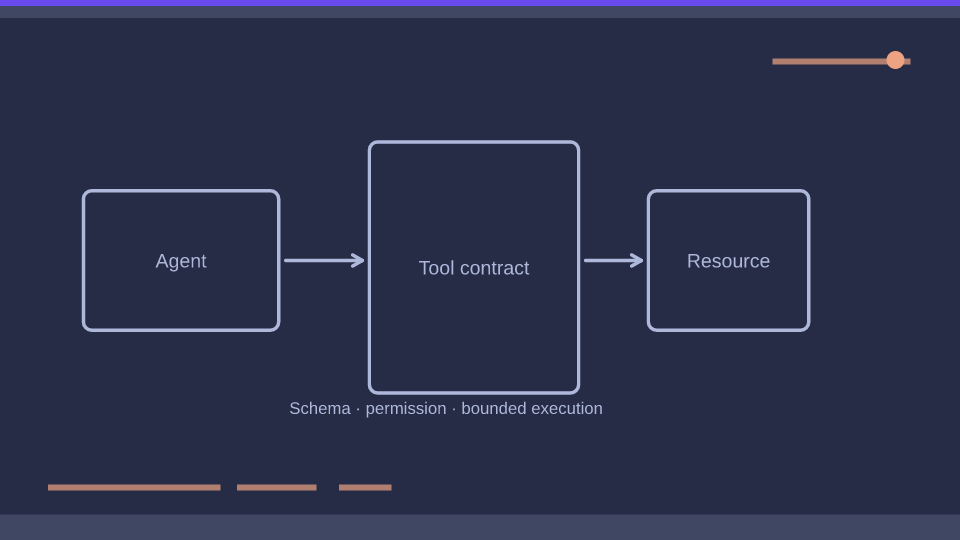 Agent
Tool contract
Resource
Schema · permission · bounded execution